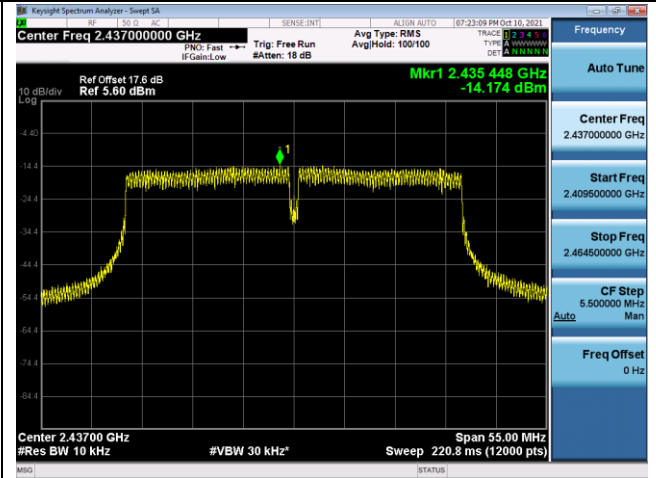 Keysight Spectrum Analyzer - Swept SA
RF 50 Ω AC SENSE:INT ALIGN AUTO 07:23:09 PM Oct 10, 2021
Center Freq 2.437000000 GHz
PNO: Fast
IFGain:Low
Trig: Free Run
#Atten: 18 dB
Avg Type: RMS
Avg|Hold: 100/100
TRACE 1 2 3 4 5 6
TYPE A WWWWW
DET A N N N N N
Frequency
Ref Offset 17.6 dB
10 dB/div Ref 5.60 dBm
Log
Mkr1 2.435 448 GHz
-14.174 dBm
1
-4.40
-14.4
-24.4
-34.4
-44.4
-54.4
-64.4
-74.4
-84.4
Center 2.43700 GHz Span 55.00 MHz
#Res BW 10 kHz #VBW 30 kHz* Sweep 220.8 ms (12000 pts)
MSG STATUS
Auto Tune
Center Freq
2.437000000 GHz
Start Freq
2.409500000 GHz
Stop Freq
2.464500000 GHz
CF Step
5.500000 MHz
Auto Man
Freq Offset
0 Hz